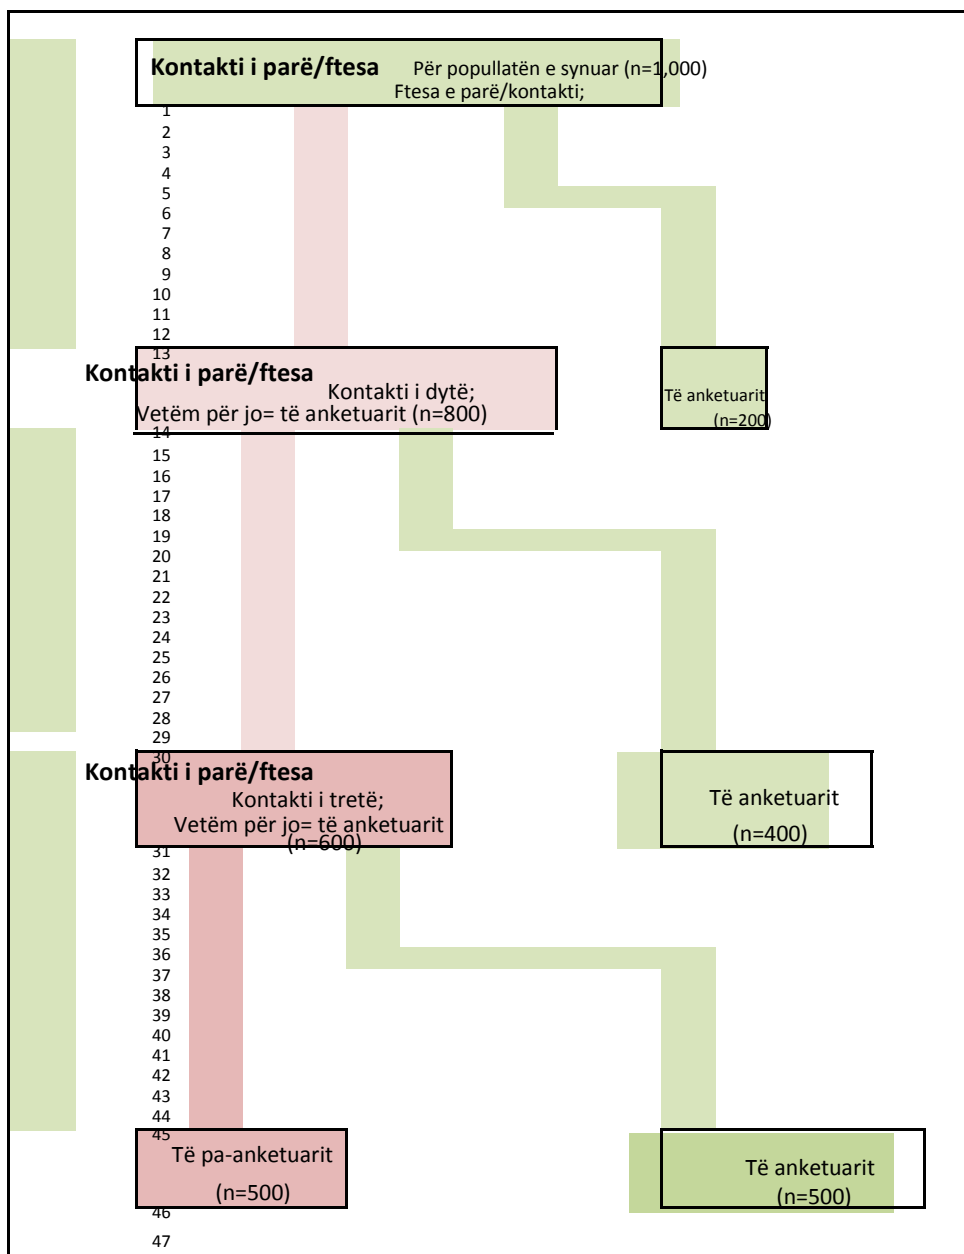 Kontakti i parë/ftesa Për popullatën e synuar (n=1,000)
Ftesa e parë/kontakti;
1
2
3
4
5
6
7
8
9
10
11
12
13
Kontakti i parë/ftesa
Kontakti i dytë;
Vetëm për jo= të anketuarit (n=800)
Të anketuarit
(n=200)
14
15
16
17
18
19
20
21
22
23
24
25
26
27
28
29
30
Kontakti i parë/ftesa
Kontakti i tretë;
Vetëm për jo= të anketuarit
(n=600)
Të anketuarit
(n=400)
31
32
33
34
35
36
37
38
39
40
41
42
43
44
45
Të pa-anketuarit
(n=500)
Të anketuarit
(n=500)
46
47